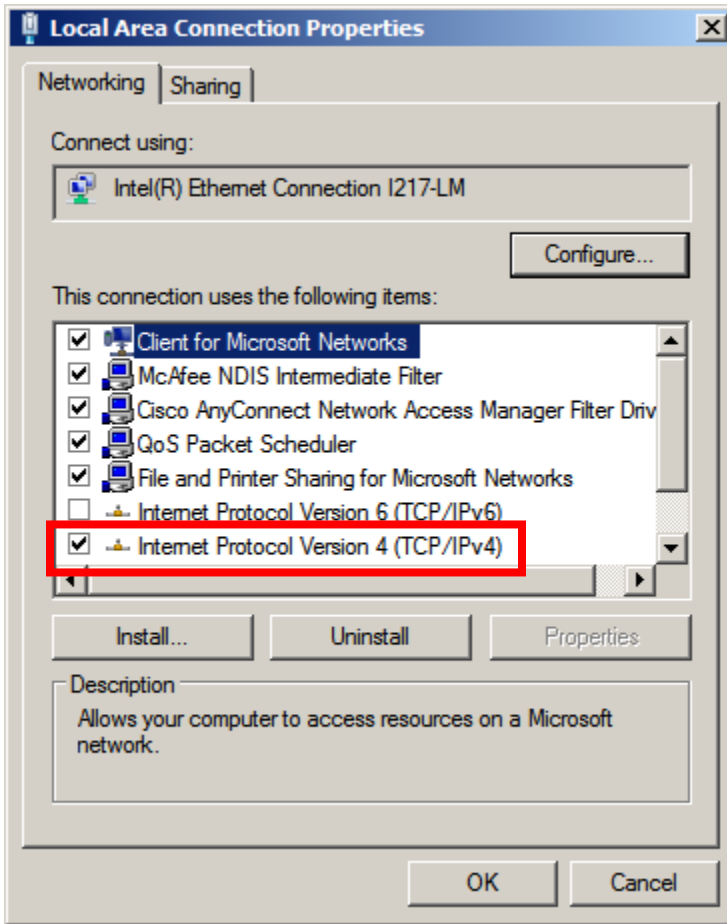 Local Area Connection Properties
Networking
Sharing
Connect using:
Intel(R) Ethernet Connection I217-LM
Configure...
This connection uses the following items:
Client for Microsoft Networks
McAfee NDIS Intermediate Filter
Cisco AnyConnect Network Access Manager Filter Driv
QoS Packet Scheduler
File and Printer Sharing for Microsoft Networks
Internet Protocol Version 6 (TCP/IPv6)
Internet Protocol Version 4 (TCP/IPv4)
Install...
Uninstall
Properties
Description
Allows your computer to access resources on a Microsoft
network.
OK
Cancel